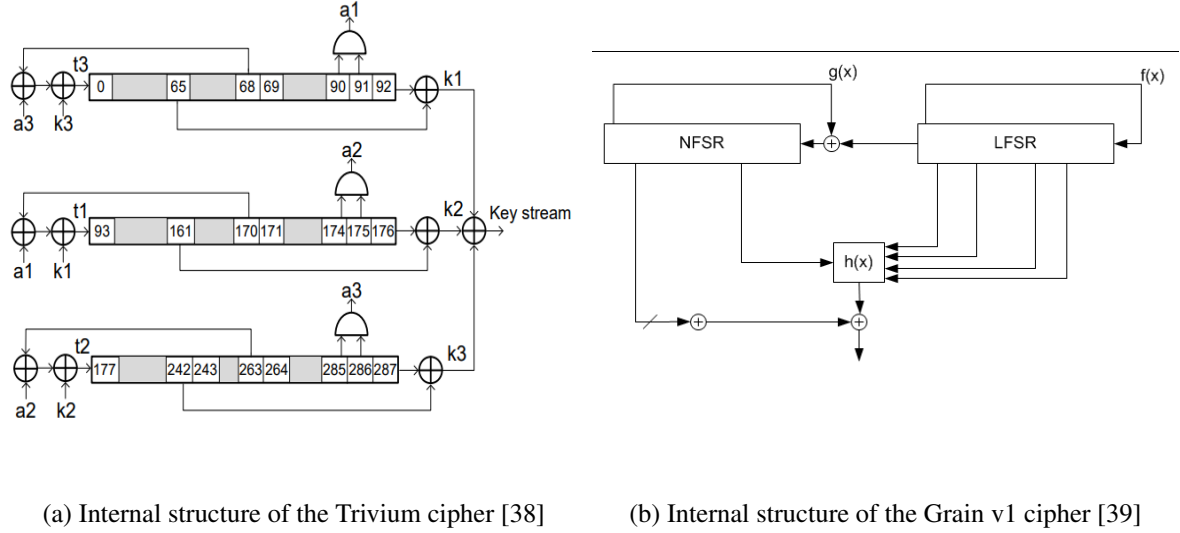 a1
t3
0 65 68 69 90 91 92
k1
a3 k3
a2
t1
93 161 170 171 174 175 176
k2
Key stream
a1 k1
a3
t2
177 242 243 263 264 285 286 287
k3
a2 k2
(a) Internal structure of the Trivium cipher [38]
g(x)
f(x)
NFSR
LFSR
h(x)
(b) Internal structure of the Grain v1 cipher [39]